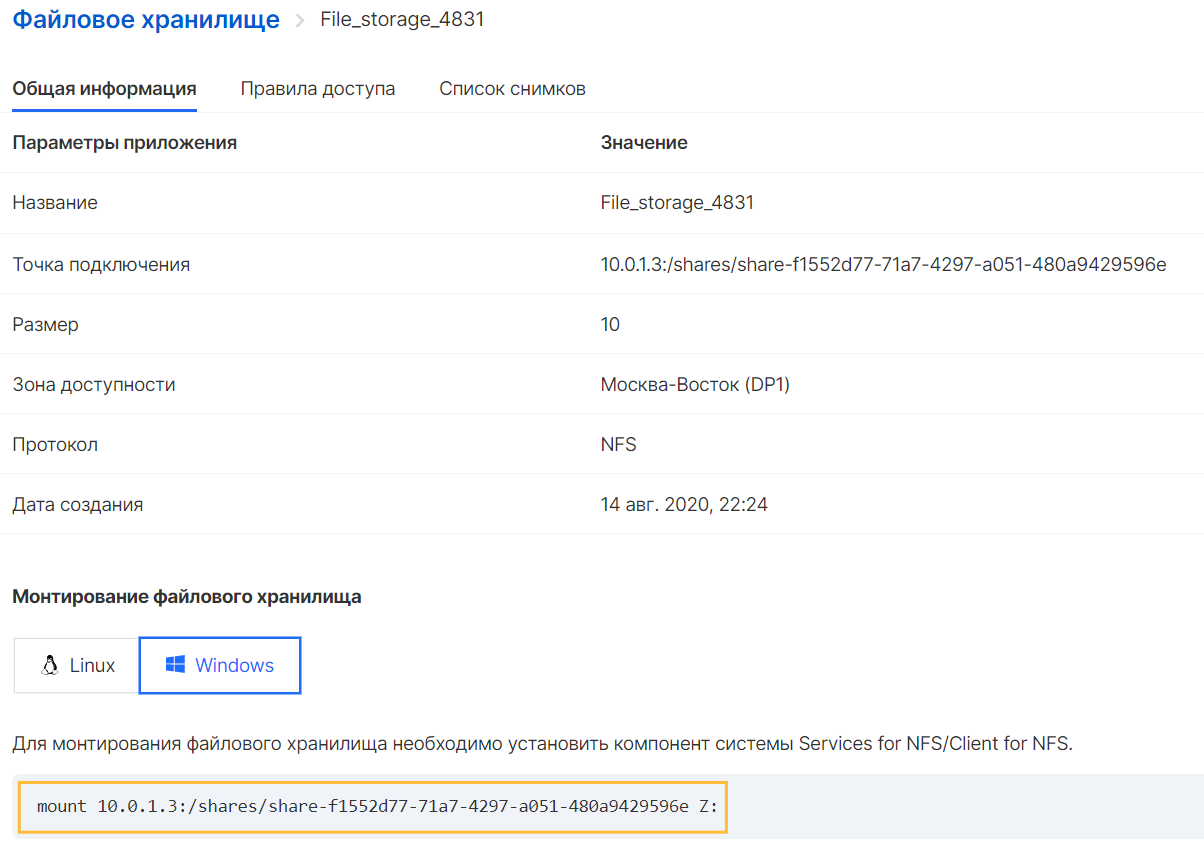 Файловое хранилище > File_storage_4831
Общая информация Правила доступа Список снимков
Параметры приложения Значение
Название File_storage_4831
Точка подключения 10.0.1.3:/shares/share-f1552d77-71a7-4297-a051-480a9429596e
Размер 10
Зона доступности Москва-Восток (DP1)
Протокол NFS
Дата создания 14 авг. 2020, 22:24
Монтирование файлового хранилища
Linux Windows
Для монтирования файлового хранилища необходимо установить компонент системы Services for NFS/Client for NFS.
mount 10.0.1.3:/shares/share-f1552d77-71a7-4297-a051-480a9429596e Z: